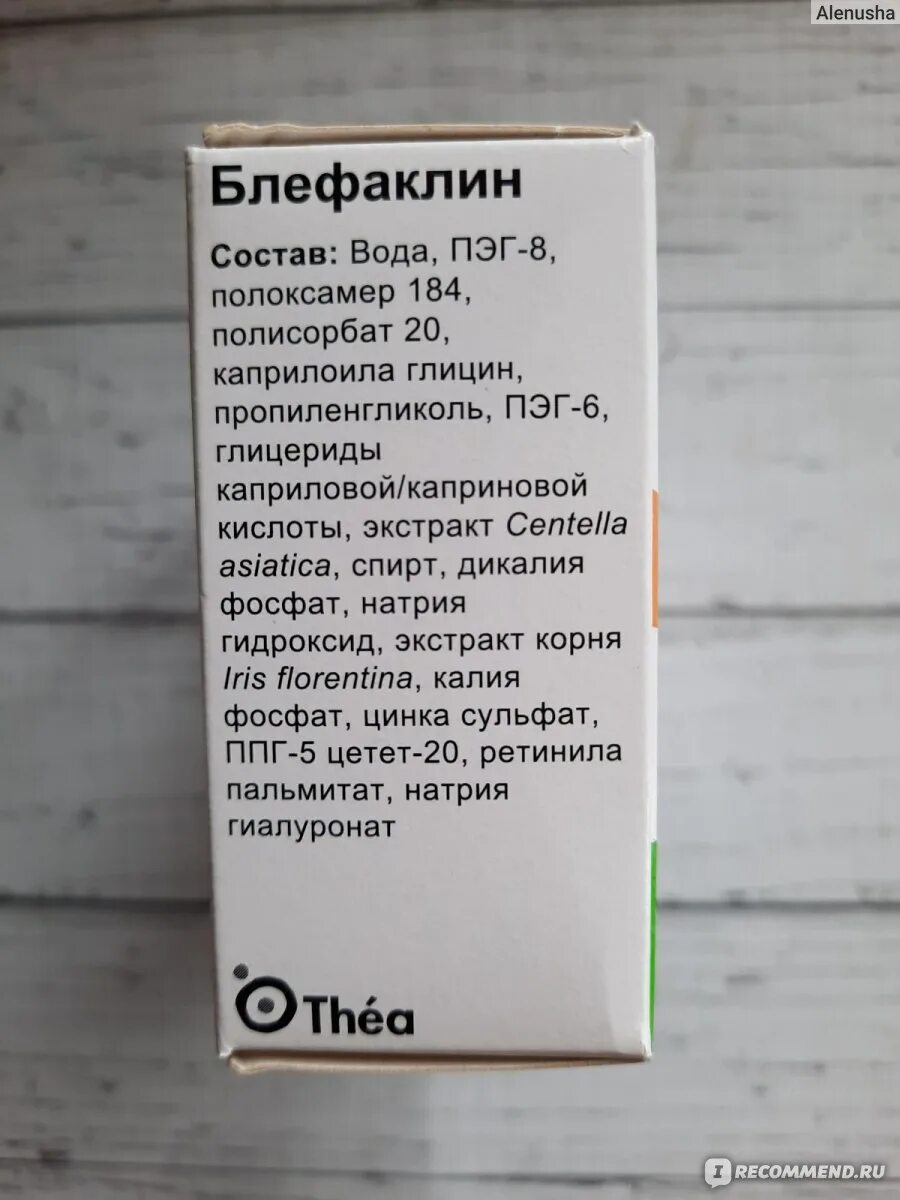 Alenusha
Блефаклин
Состав: Вода, ПЭГ-8,
полоксамер 184,
полисорбат 20,
каприлоила глицин,
пропиленгликоль, ПЭГ-6,
глицериды
каприловой/каприновой
кислоты, экстракт Centella
asiatica, спирт, дикалия
фосфат, натрия
гидроксид, экстракт корня
Iris florentina, калия
фосфат, цинка сульфат,
ППГ-5 цетет-20, ретинила
пальмитат, натрия
гиалуронат
Théa
IRECOMMEND.RU